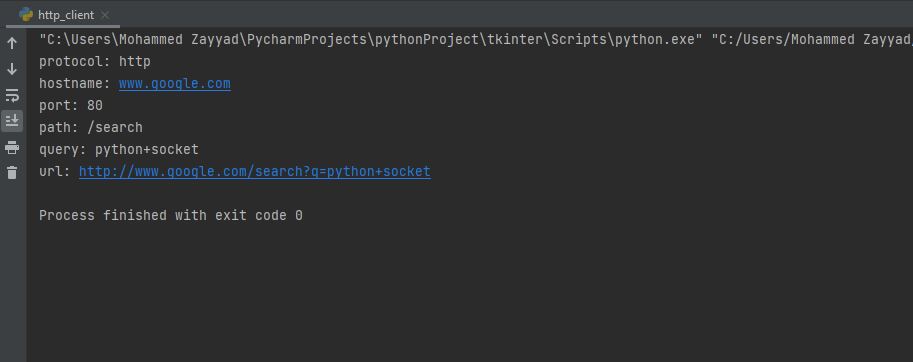 http_client
"C:\Users\Mohammed Zayyad\PycharmProjects\pythonProject\tkinter\Scripts\python.exe" "C:/Users/Mohammed Zayyad/
protocol: http
hostname: www.google.com
port: 80
path: /search
query: python+socket
url: http://www.google.com/search?q=python+socket
Process finished with exit code 0